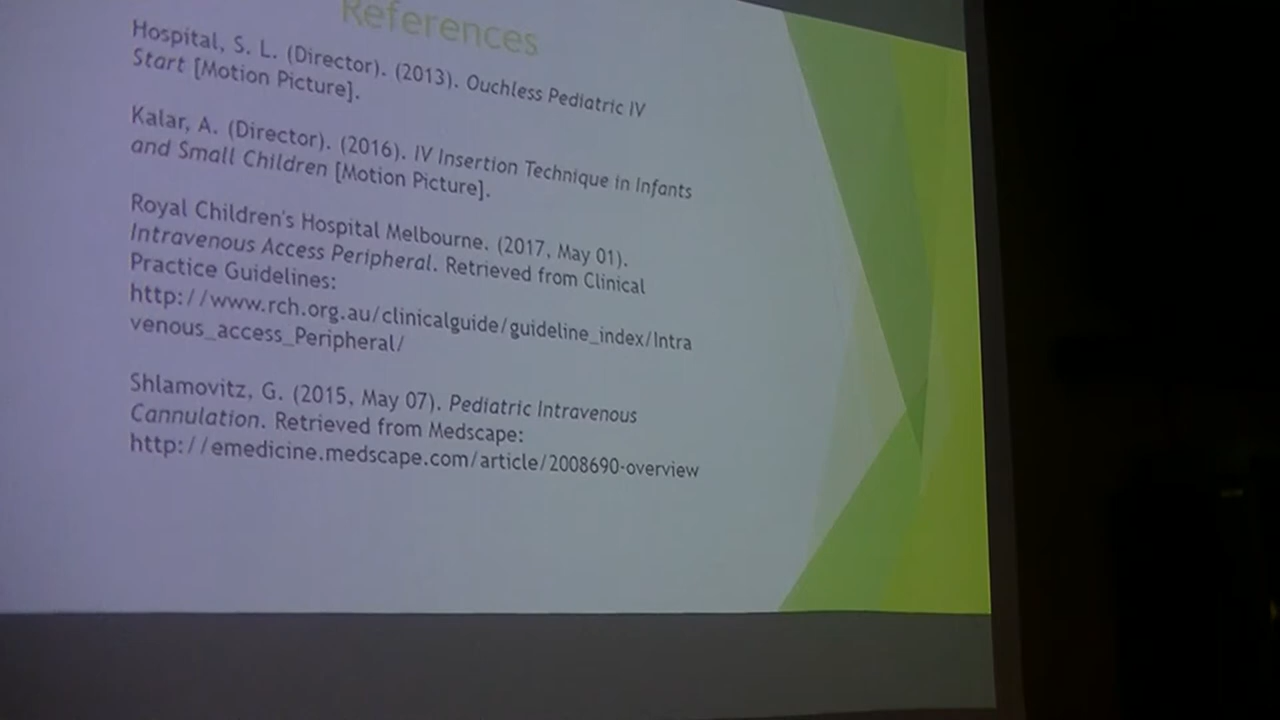 References
Hospital, S. L. (Director). (2013). Ouchless Pediatric IV
Start [Motion Picture].
Kalar, A. (Director). (2016). IV Insertion Technique in Infants
and Small Children [Motion Picture].
Royal Children's Hospital Melbourne. (2017, May 01).
Intravenous Access Peripheral. Retrieved from Clinical
Practice Guidelines:
http://www.rch.org.au/clinicalguide/guideline_index/Intra
venous_access_Peripheral/
Shlamovitz, G. (2015, May 07). Pediatric Intravenous
Cannulation. Retrieved from Medscape:
http://emedicine.medscape.com/article/2008690-overview